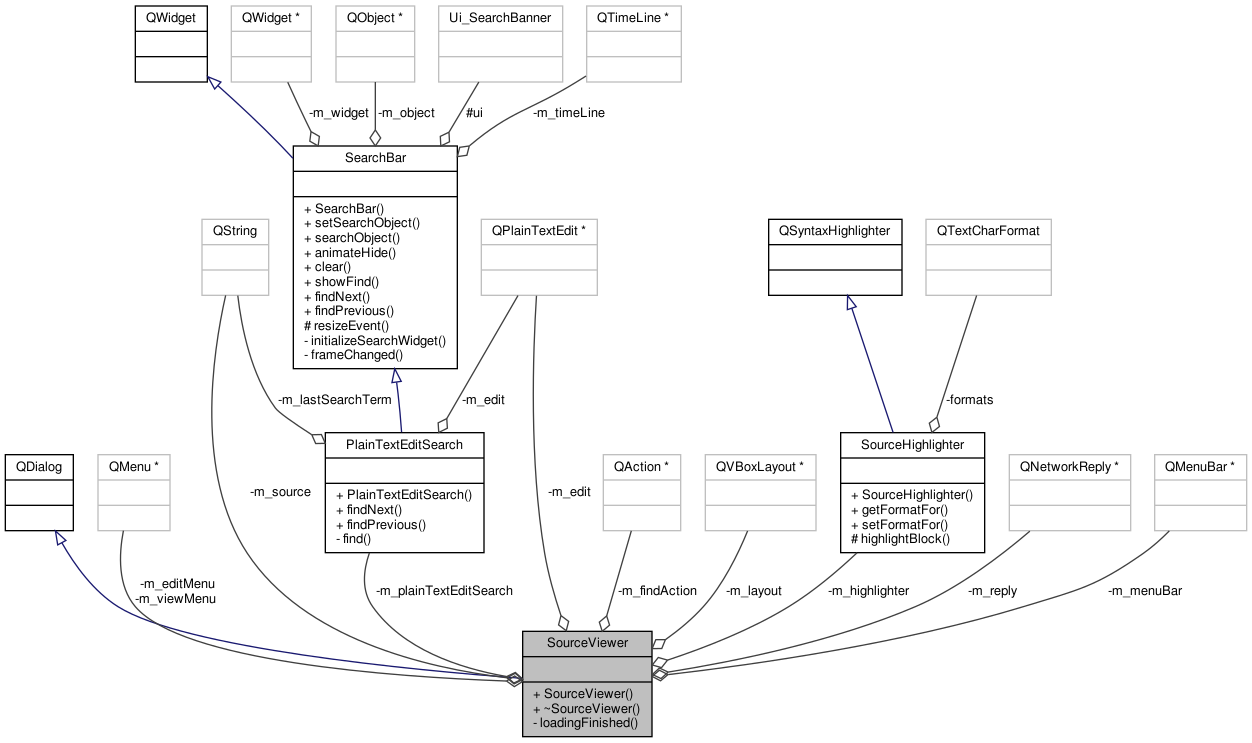 QWidget
QWidget *
QObject *
Ui_SearchBanner
QTimeLine *
-m_widget
-m_object
#ui
-m_timeLine
SearchBar
+ SearchBar()
+ setSearchObject()
+ searchObject()
+ animateHide()
+ clear()
+ showFind()
+ findNext()
+ findPrevious()
# resizeEvent()
- initializeSearchWidget()
- frameChanged()
QString
QPlainTextEdit *
QSyntaxHighlighter
QTextCharFormat
-m_lastSearchTerm
-m_edit
-formats
QDialog
QMenu *
-m_source
PlainTextEditSearch
+ PlainTextEditSearch()
+ findNext()
+ findPrevious()
- find()
-m_edit
QAction *
QVBoxLayout *
SourceHighlighter
+ SourceHighlighter()
+ getFormatFor()
+ setFormatFor()
# highlightBlock()
QNetworkReply *
QMenuBar *
-m_editMenu
-m_viewMenu
-m_plainTextEditSearch
-m_findAction
-m_layout
-m_highlighter
-m_reply
-m_menuBar
SourceViewer
+ SourceViewer()
+ ~SourceViewer()
- loadingFinished()